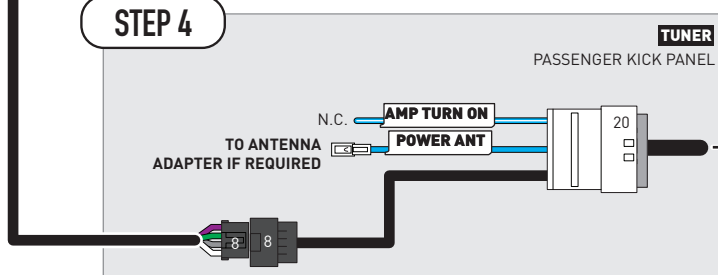 STEP 4
TUNER
PASSENGER KICK PANEL
N.C.
AMP TURN ON
20
TO ANTENNA
ADAPTER IF REQUIRED
POWER ANT
8
8